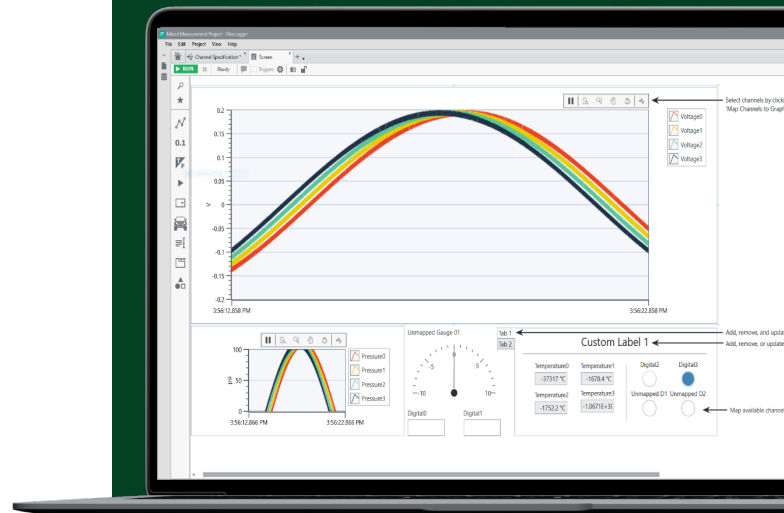 Mixed Measurement Project - FlexLogger
File Edit Project View Help
Channel Specification * Screen * +
RUN Ready Triggers
Select channels by clicki
'Map Channels to Graph
0.2
0.15
0.1
0.05
0
-0.05
-0.1
-0.15
-0.2
V
3:56:12.858 PM 3:56:22.858 PM
Voltage0
Voltage1
Voltage2
Voltage3
0.1
100
50
0
psi
3:56:12.866 PM 3:56:22.866 PM
Pressure0
Pressure1
Pressure2
Pressure3
Unmapped Gauge 01
-10 -5 0 5 10
Digital0 Digital1
Tab 1
Tab 2
Add, remove, and updat
Custom Label 1
Add, remove, or update
Temperature0 Temperature1 Digital2 Digital3
-37317 °C -1678.4 °C
Temperature2 Temperature3 Unmapped D1 Unmapped D2
-1752.2 °C
Map available channel